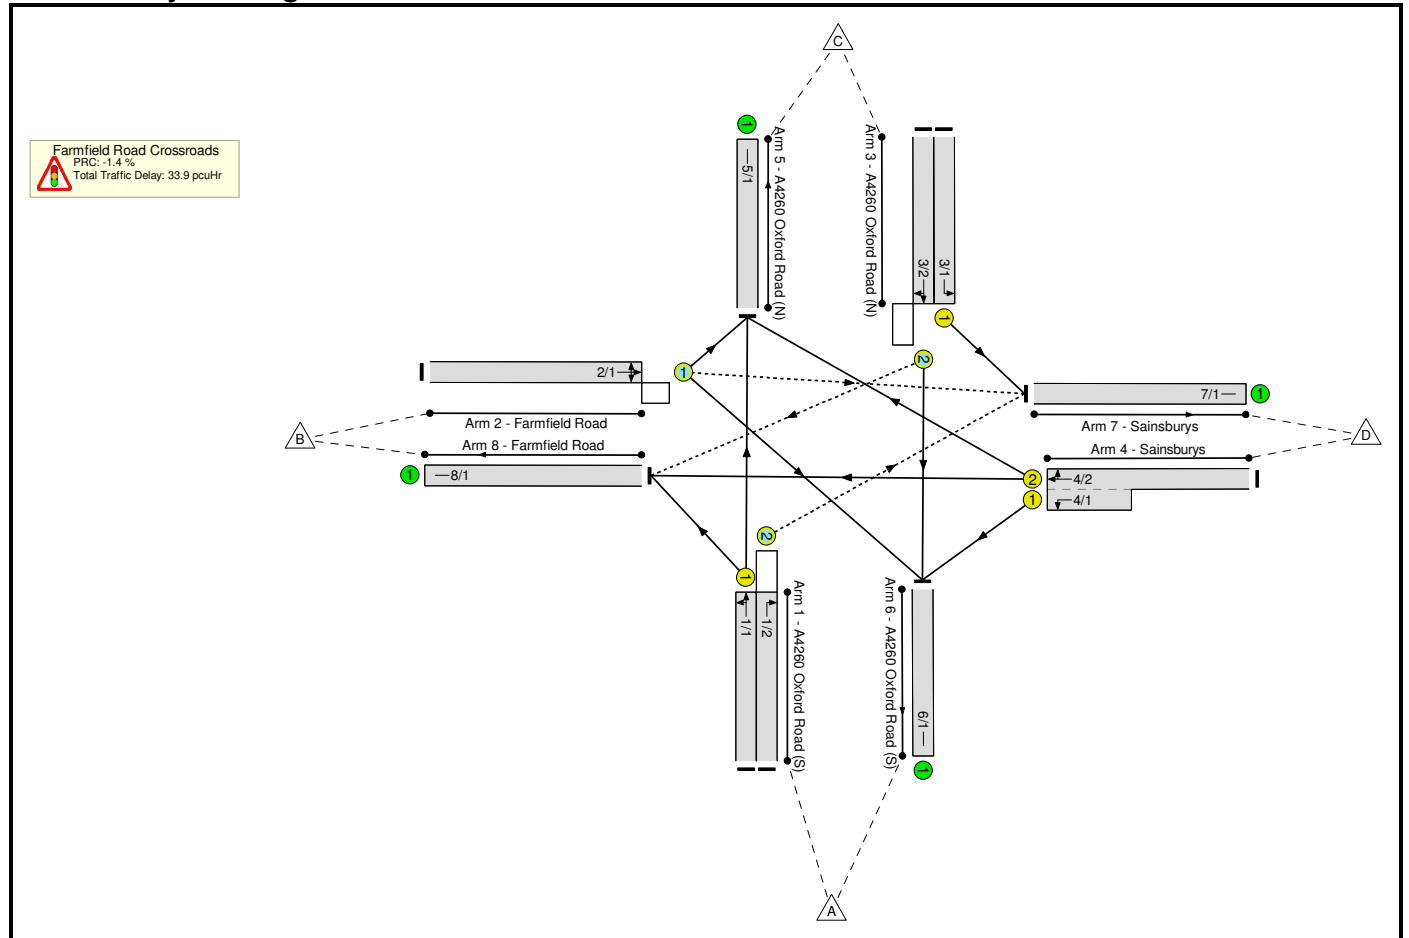 C
Farmfield Road Crossroads
PRC: -1.4 %
Total Traffic Delay: 33.9 pcuHr
1
5/1
Arm 5 - A4260 Oxford Road (N)
Arm 3 - A4260 Oxford Road (N)
3/2
3/1
1
2
2/1
1
Arm 2 - Farmfield Road
7/1
1
Arm 7 - Sainsburys
B
D
Arm 8 - Farmfield Road
Arm 4 - Sainsburys
1
8/1
2
4/2
1
4/1
2
1
1/1
1/2
Arm 1 - A4260 Oxford Road (S)
Arm 6 - A4260 Oxford Road (S)
6/1
1
A